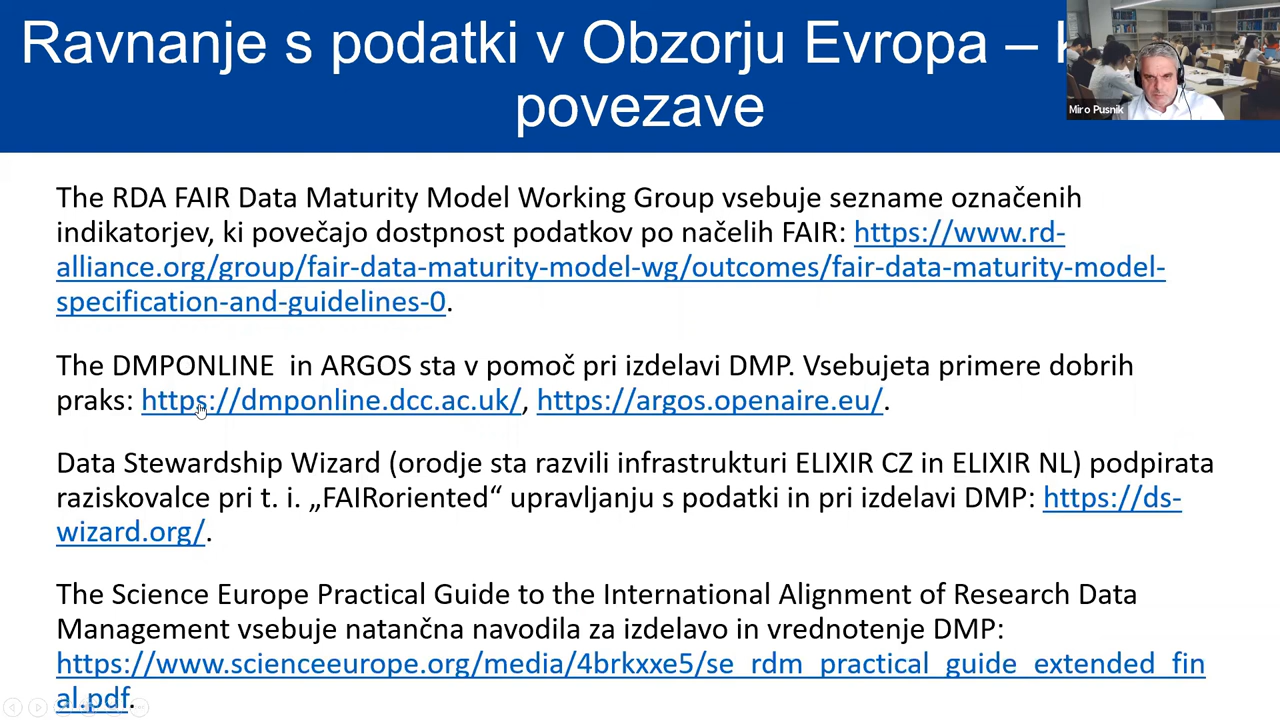 Ravnanje s podatki v Obzorju Evropa –
povezave
Miro Pusnik
The RDA FAIR Data Maturity Model Working Group vsebuje sezname označenih
indikatorjev, ki povečajo dostpnost podatkov po načelih FAIR: https://www.rd-
alliance.org/group/fair-data-maturity-model-wg/outcomes/fair-data-maturity-model-
specification-and-guidelines-0.
The DMPONLINE in ARGOS sta v pomoč pri izdelavi DMP. Vsebujeta primere dobrih
praks: https://dmponline.dcc.ac.uk/, https://argos.openaire.eu/.
Data Stewardship Wizard (orodje sta razvili infrastrukturi ELIXIR CZ in ELIXIR NL) podpirata
raziskovalce pri t. i. „FAIRoriented“ upravljanju s podatki in pri izdelavi DMP: https://ds-
wizard.org/.
The Science Europe Practical Guide to the International Alignment of Research Data
Management vsebuje natančna navodila za izdelavo in vrednotenje DMP:
https://www.scienceeurope.org/media/4brkxxe5/se_rdm_practical_guide_extended_fin
al.pdf.